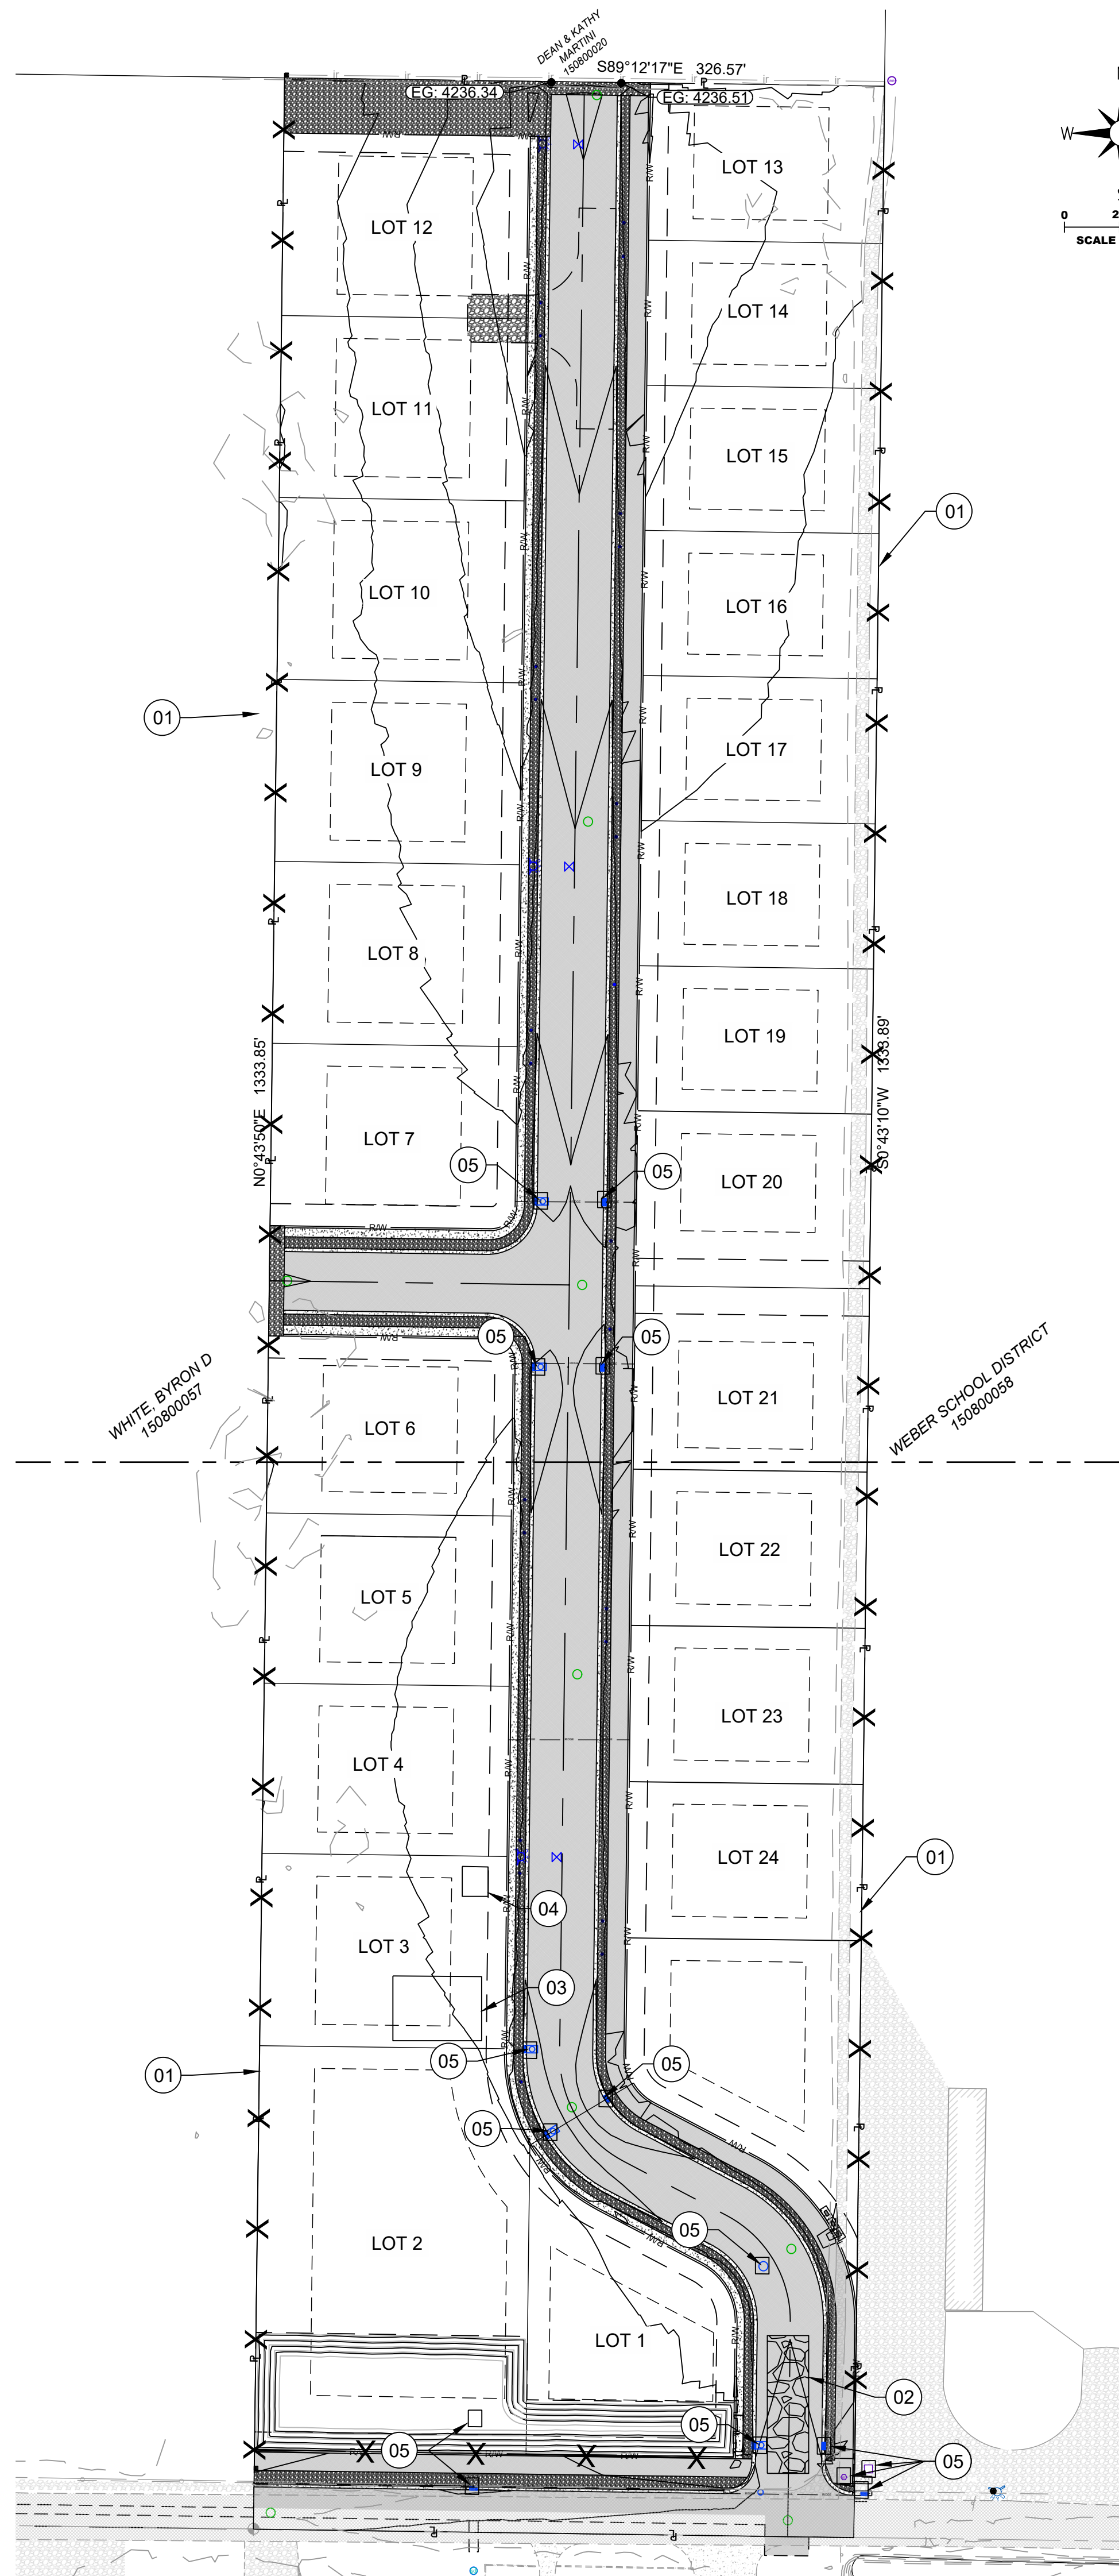 DEAN & KATHY
MARTINI
150800020
S89°12'17"E 326.57'
EG: 4236.34
EG: 4236.51
W
0
SCALE
R/W
LOT 13
LOT 12
LOT 14
LOT 11
LOT 15
01
LOT 10
LOT 16
01
LOT 9
LOT 17
LOT 18
LOT 8
LOT 19
N0°43'50"E 1333.85'
S0°43'10"W 1333.89'
LOT 7
05
05
LOT 20
R/W
05
05
WHITE, BYRON D
150800057
WEBER SCHOOL DISTRICT
150800058
LOT 21
LOT 6
LOT 22
LOT 5
LOT 23
LOT 4
LOT 24
01
04
LOT 3
03
05
05
01
05
05
LOT 2
LOT 1
02
05
05
05
R/W